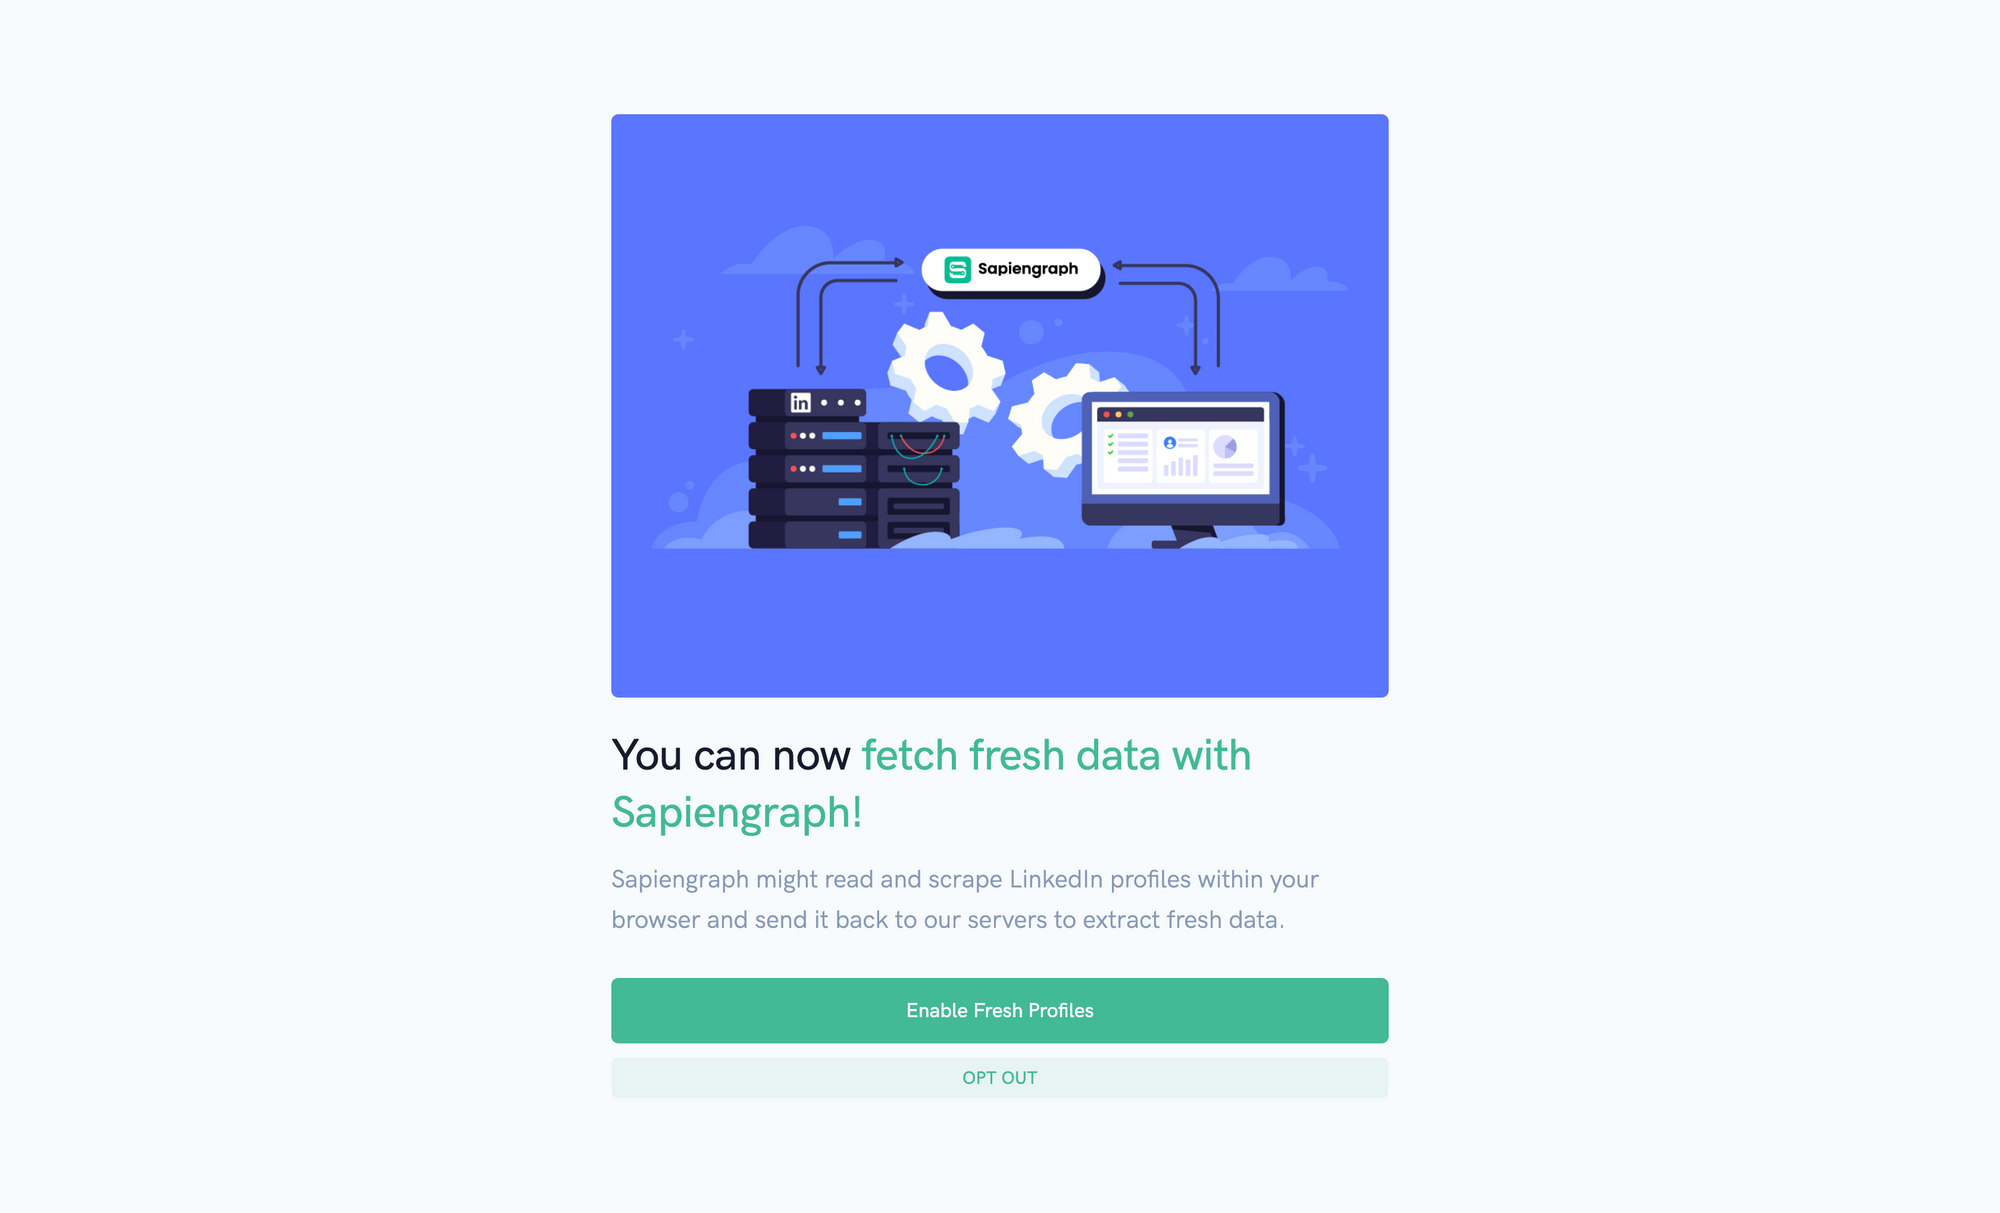 Sapiengraph
in
You can now fetch fresh data with
Sapiengraph!
Sapiengraph might read and scrape LinkedIn profiles within your
browser and send it back to our servers to extract fresh data.
Enable Fresh Profiles
OPT OUT